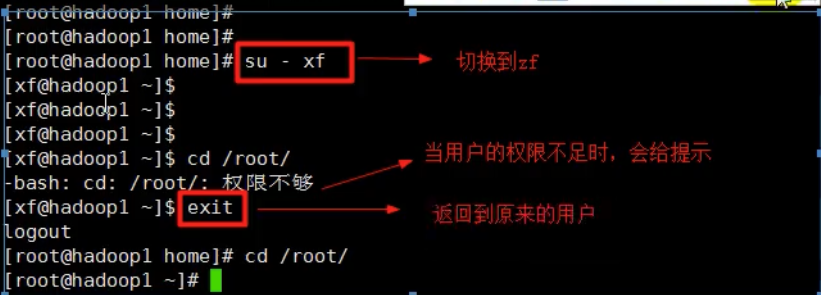 [root@hadoop1 home]#
[root@hadoop1 home]#
[root@hadoop1 home]# su - xf 切换到zf
[xf@hadoop1 ~]$
[xf@hadoop1 ~]$
[xf@hadoop1 ~]$
[xf@hadoop1 ~]$ cd /root/ 当用户的权限不足时，会给提示
-bash: cd: /root/: 权限不够
[xf@hadoop1 ~]$ exit 返回到原来的用户
logout
[root@hadoop1 home]# cd /root/
[root@hadoop1 ~]#